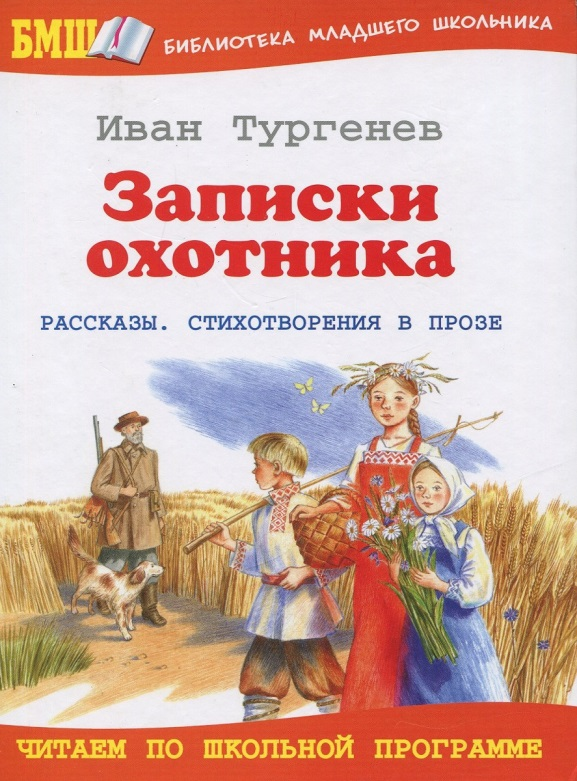 БМШ
БИБЛИОТЕКА МЛАДШЕГО ШКОЛЬНИКА
Иван Тургенев
Записки
охотника
РАССКАЗЫ. СТИХОТВОРЕНИЯ В ПРОЗЕ
ЧИТАЕМ ПО ШКОЛЬНОЙ ПРОГРАММЕ